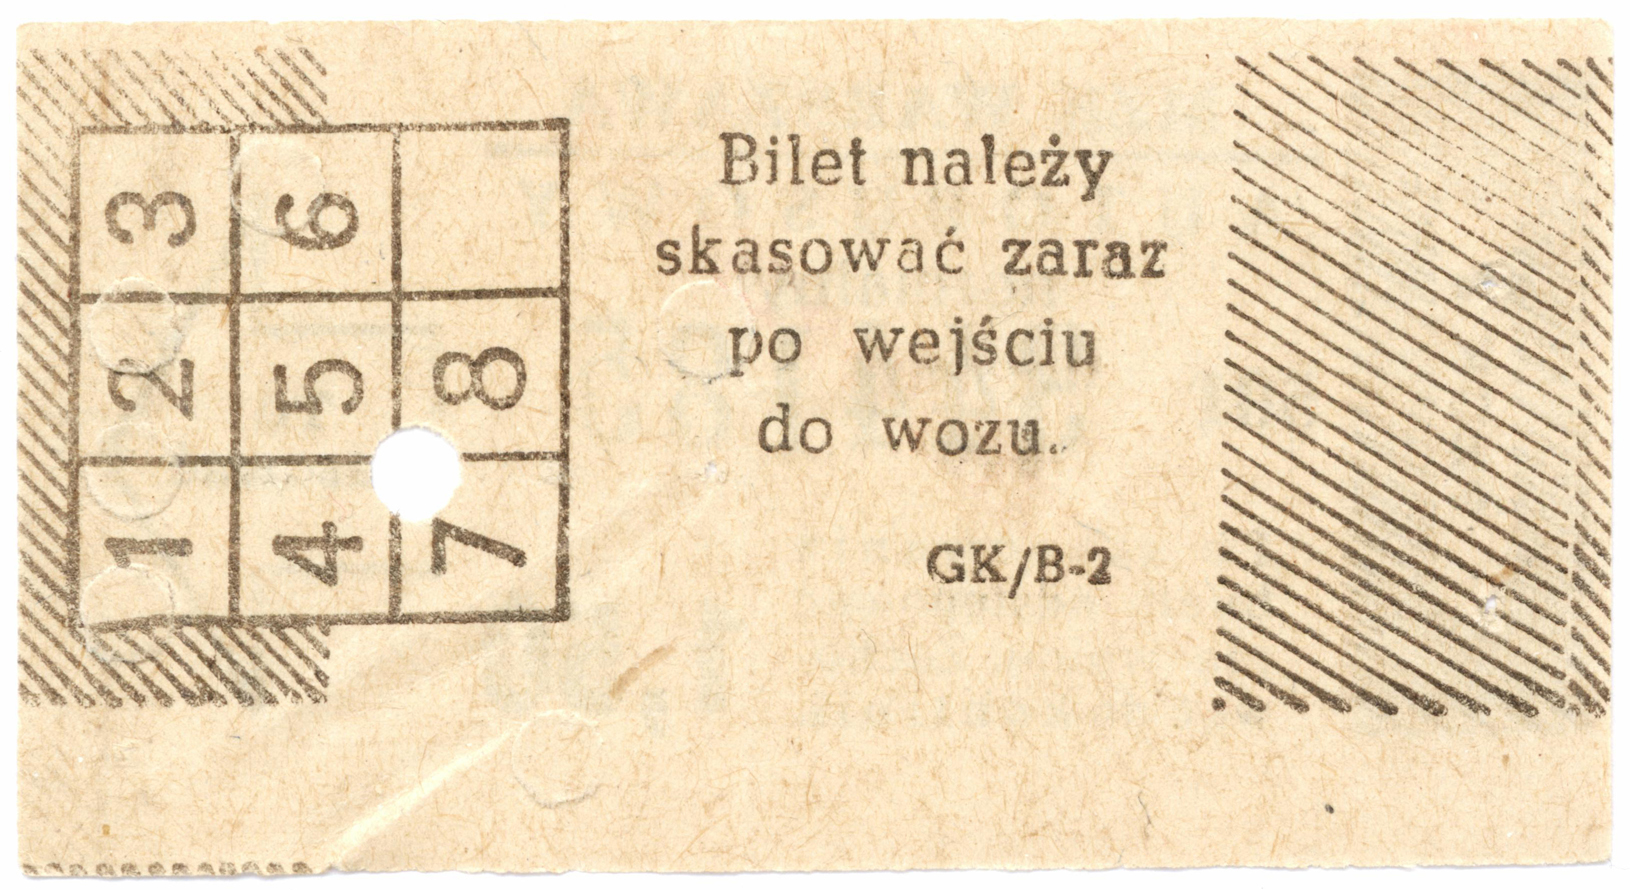 3 6
2 5 8
1 4 7
Bilet należy
skasować zaraz
po wejściu
do wozu.
GK/B-2